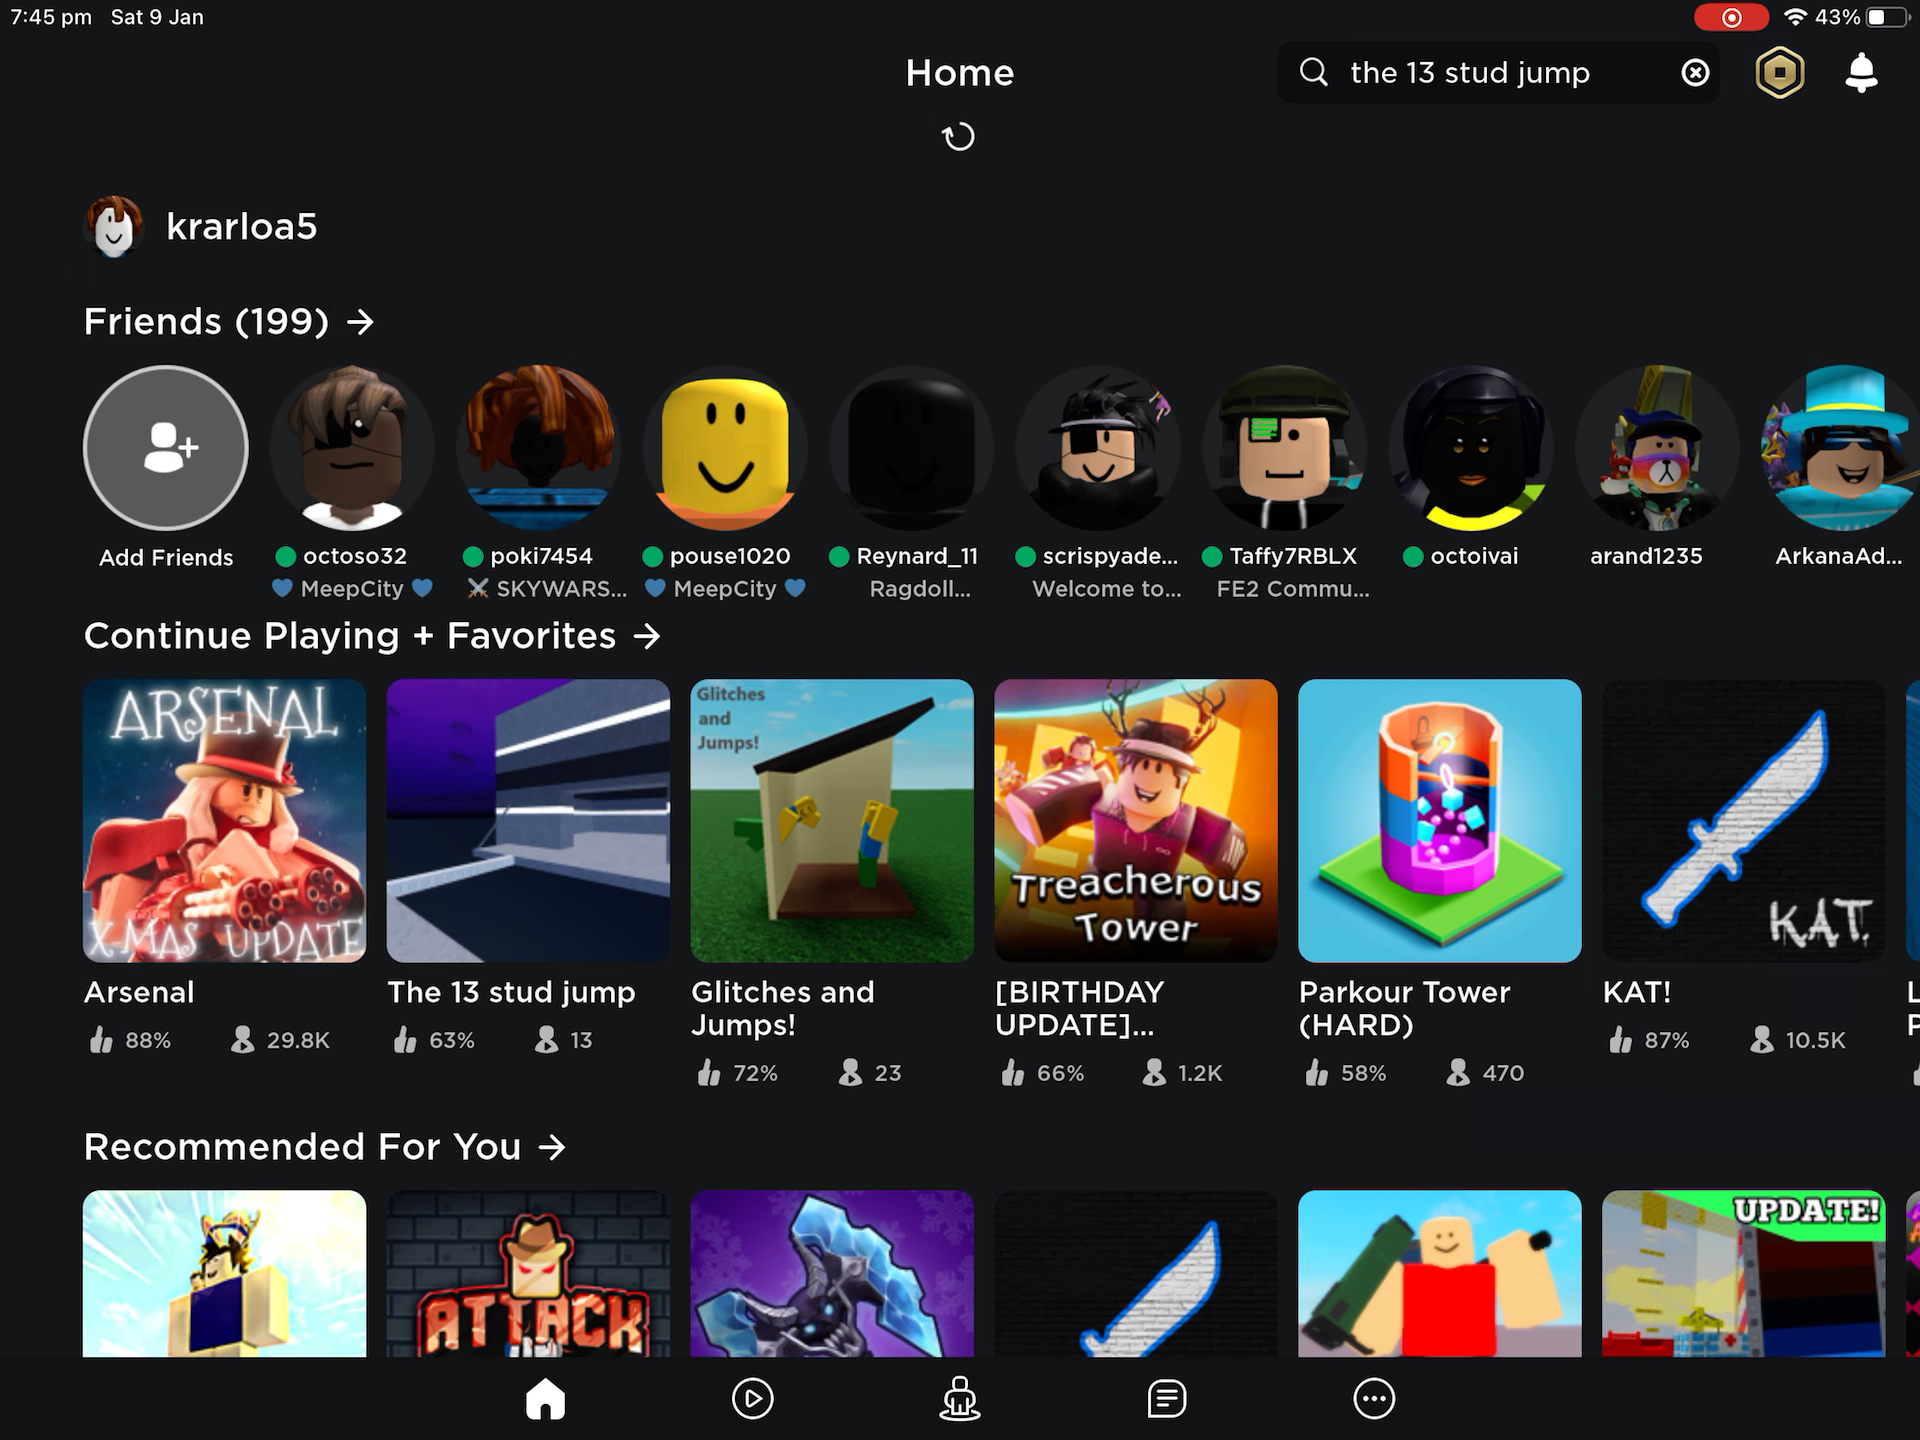 7:45 pm Sat 9 Jan 43%
Home
the 13 stud jump
krarloa5
Friends (199)
Add Friends
octoso32
MeepCity
poki7454
SKYWARS...
pouse1020
MeepCity
Reynard_11
Ragdoll...
scrispyade...
Welcome to...
Taffy7RBLX
FE2 Commu...
octoivai
arand1235
ArkanaAd...
Continue Playing + Favorites
ARSENAL
X-MAS UPDATE
Glitches
and
Jumps!
Treacherous
Tower
KAT.
Arsenal
88% 29.8K
The 13 stud jump
63% 13
Glitches and
Jumps!
72% 23
[BIRTHDAY
UPDATE]...
66% 1.2K
Parkour Tower
(HARD)
58% 470
KAT!
87% 10.5K
Recommended For You
ATTACK
UPDATE!